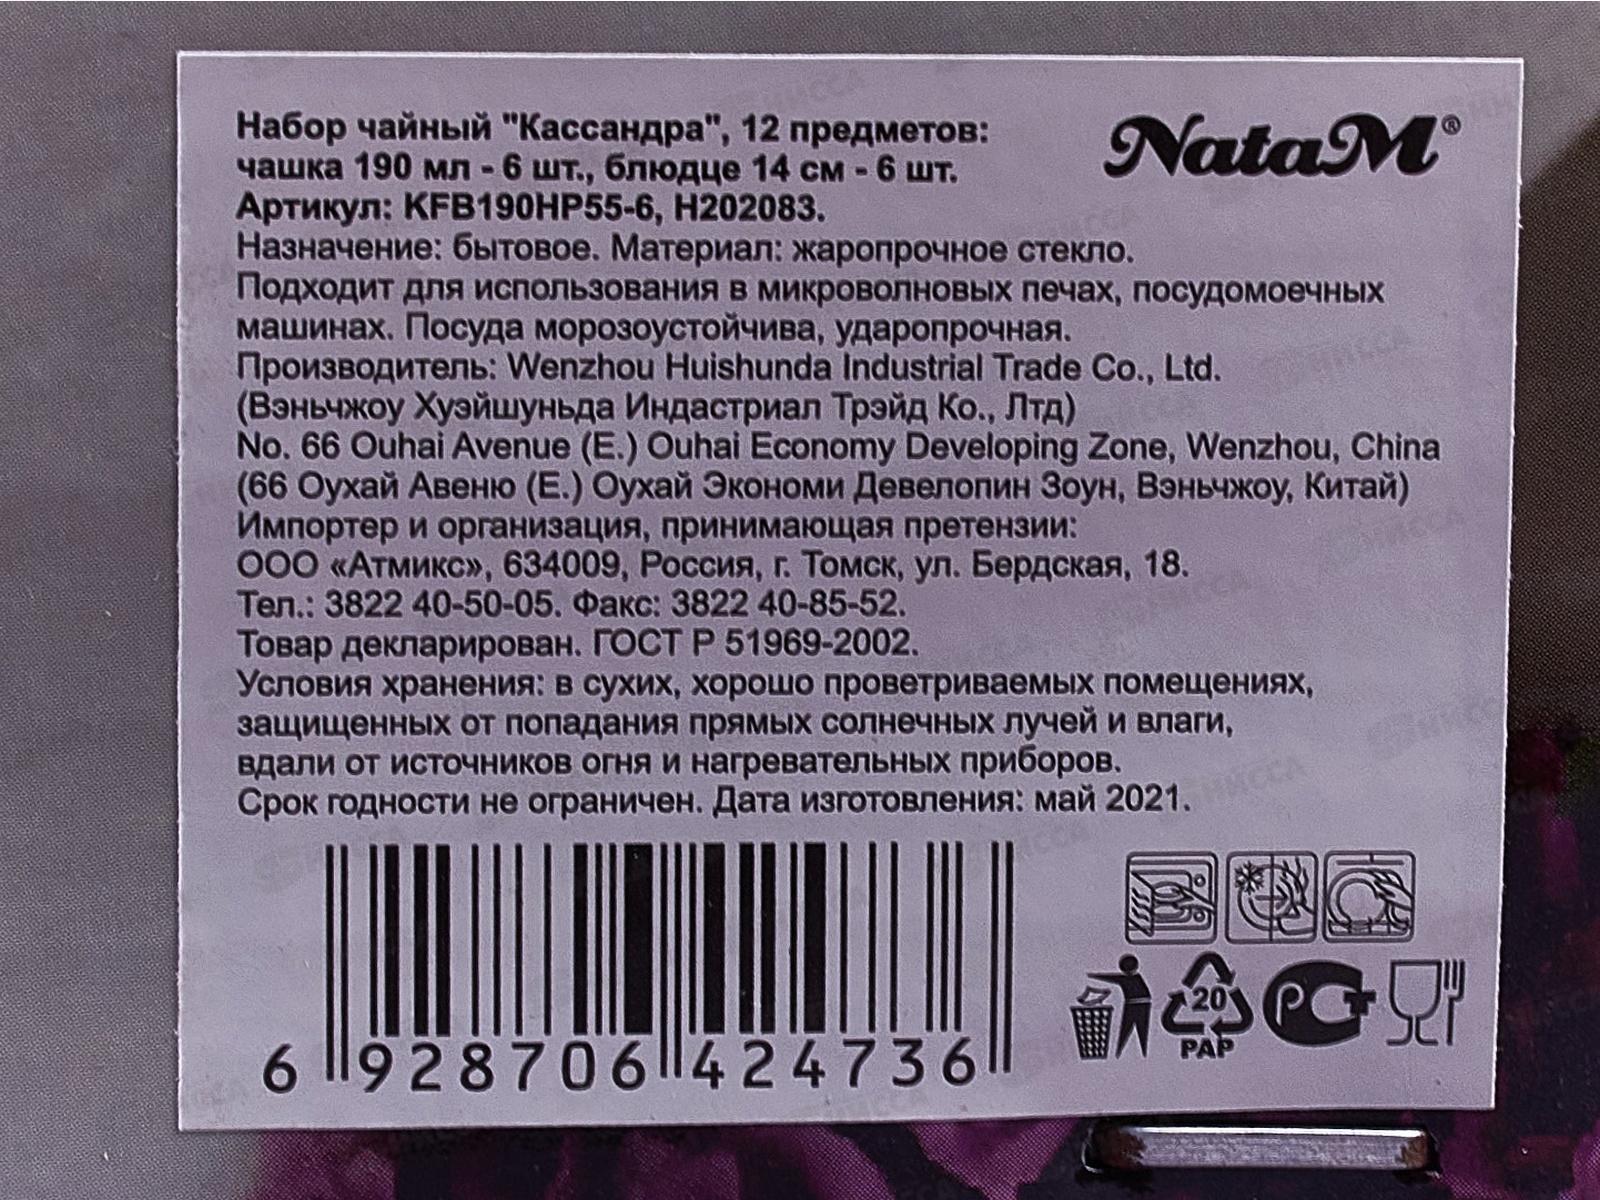 Набор чайный "Кассандра", 12 предметов:
чашка 190 мл - 6 шт., блюдце 14 см - 6 шт.
NataM®
Артикул: KFB190HP55-6, H202083.
Назначение: бытовое. Материал: жаропрочное стекло.
Подходит для использования в микроволновых печах, посудомоечных
машинах. Посуда морозоустойчива, ударопрочная.
Производитель: Wenzhou Huishunda Industrial Trade Co., Ltd.
(Вэньчжоу Хуэйшуньда Индастриал Трэйд Ко., Лтд)
No. 66 Ouhai Avenue (E.) Ouhai Economy Developing Zone, Wenzhou, China
(66 Оухай Авеню (Е.) Оухай Экономи Девелопин Зоун, Вэньчжоу, Китай)
Импортер и организация, принимающая претензии:
ООО «Атмикс», 634009, Россия, г. Томск, ул. Бердская, 18.
Тел.: 3822 40-50-05. Факс: 3822 40-85-52.
Товар декларирован. ГОСТ Р 51969-2002.
Условия хранения: в сухих, хорошо проветриваемых помещениях,
защищенных от попадания прямых солнечных лучей и влаги,
вдали от источников огня и нагревательных приборов.
Срок годности не ограничен. Дата изготовления: май 2021.
20
PAP
РСТ
6 928706 424736